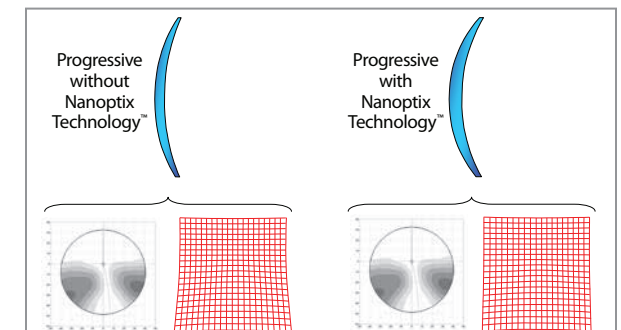 Progressive
without
Nanoptix
Technology™
Progressive
with
Nanoptix
Technology™